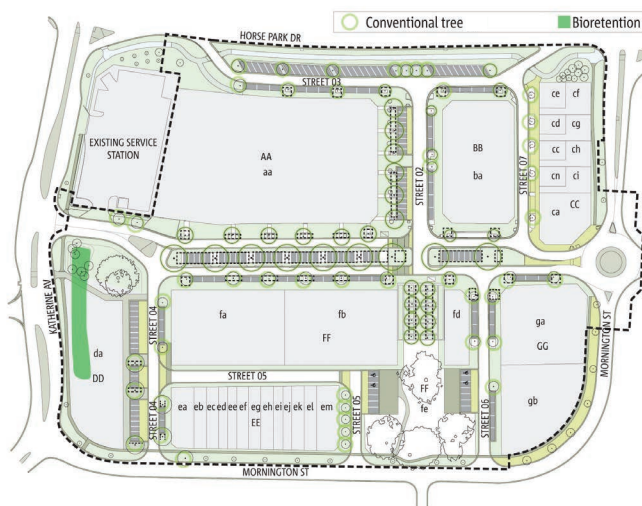 Conventional tree
Bioretention
HORSE PARK DR
STREET 03
EXISTING SERVICE
STATION
AA
aa
STREET 02
BB
ba
STREET 07
ce cf
cd cg
cc ch
cn ci
ca CC
KATHERINE AV
STREET 04
da
DD
fa
fb
FF
fd
ga
GG
gb
STREET 05
FF
fe
STREET 04
ea eb ec ed ee ef eg eh ei ej ek el em
EE
STREET 05
STREET 06
MORNINGTON ST
MORNINGTON ST